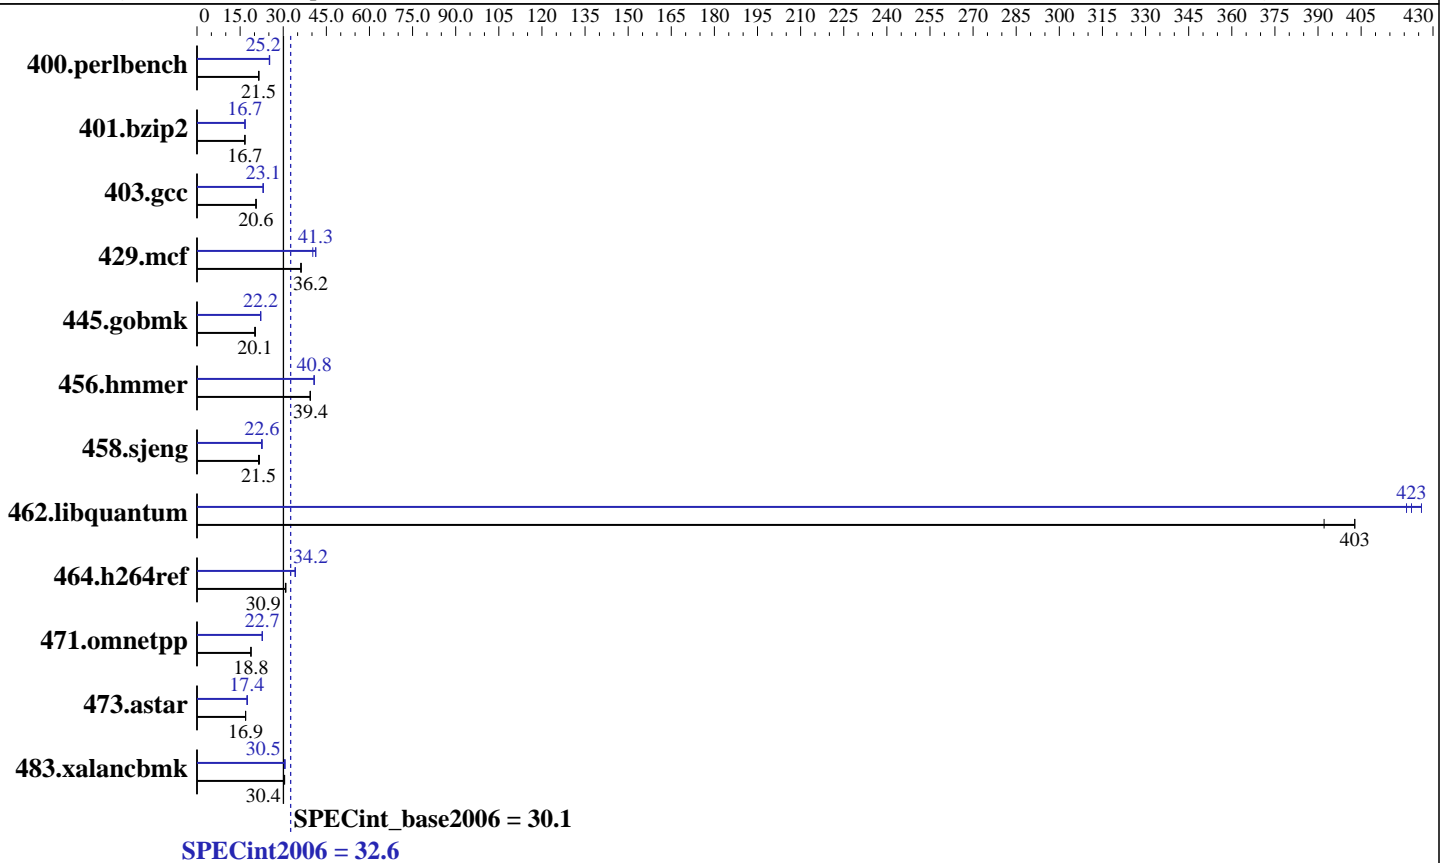 0 15.0 30.0 45.0 60.0 75.0 90.0 105 120 135 150 165 180 195 210 225 240 255 270 285 300 315 330 345 360 375 390 405 430
400.perlbench
25.2
21.5
401.bzip2
16.7
16.7
403.gcc
23.1
20.6
429.mcf
41.3
36.2
445.gobmk
22.2
20.1
456.hmmer
40.8
39.4
458.sjeng
22.6
21.5
462.libquantum
423
403
464.h264ref
34.2
30.9
471.omnetpp
22.7
18.8
473.astar
17.4
16.9
483.xalancbmk
30.5
30.4
SPECint_base2006 = 30.1
SPECint2006 = 32.6